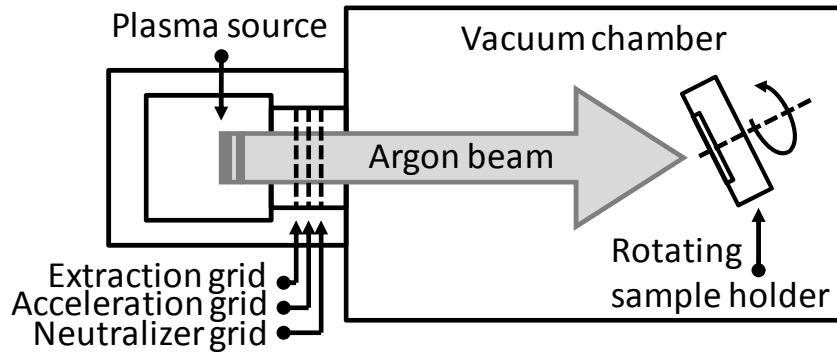 Plasma source
Vacuum chamber
Argon beam
Extraction grid
Acceleration grid
Neutralizer grid
Rotating
sample holder